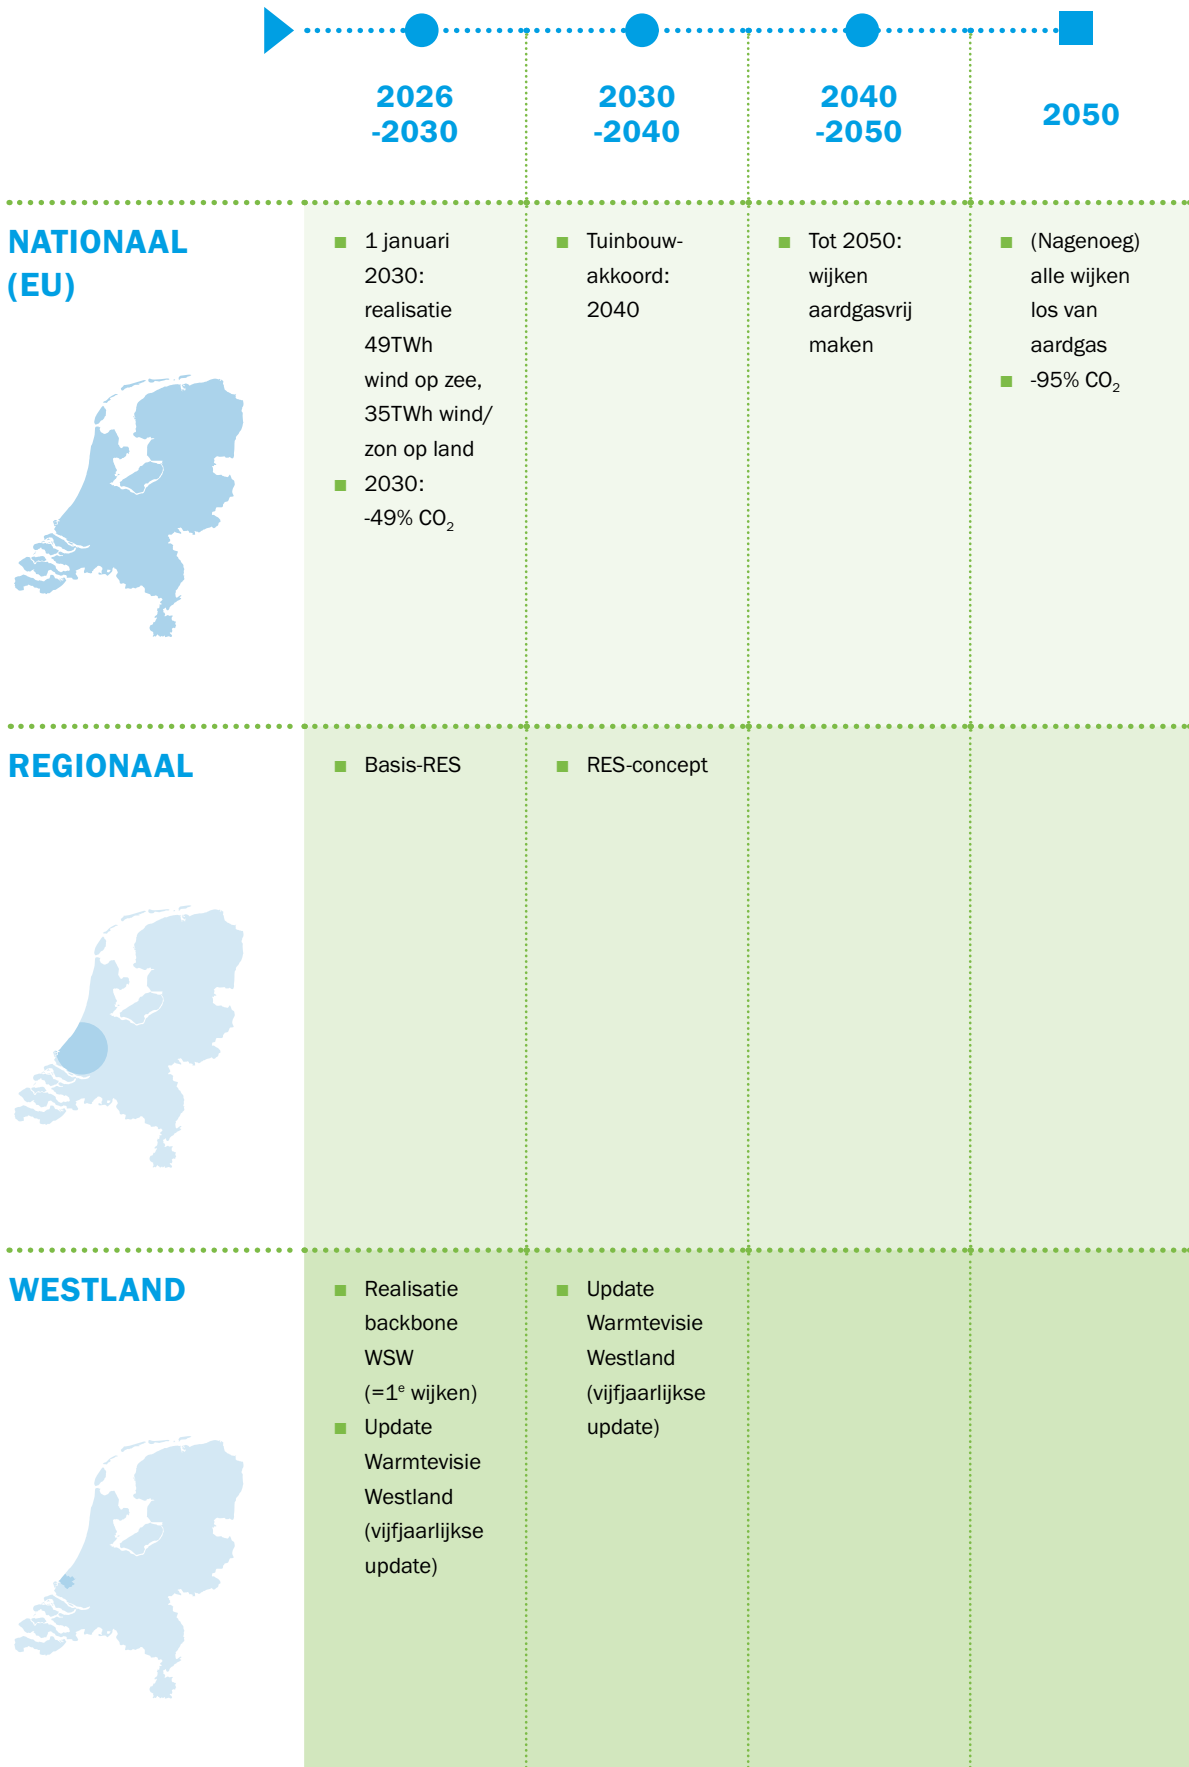 2026
-2030
2030
-2040
2040
-2050
2050
NATIONAAL
(EU)
■ 1 januari
2030:
realisatie
49TWh
wind op zee,
35TWh wind/
zon op land
■ 2030:
-49% CO₂
■ Tuinbouw-
akkoord:
2040
■ Tot 2050:
wijken
aardgasvrij
maken
■ (Nagenoeg)
alle wijken
los van
aardgas
■ -95% CO₂
REGIONAAL
■ Basis-RES
■ RES-concept
WESTLAND
■ Realisatie
backbone
WSW
(=1ᵉ wijken)
■ Update
Warmtevisie
Westland
(vijfjaarlijkse
update)
■ Update
Warmtevisie
Westland
(vijfjaarlijkse
update)